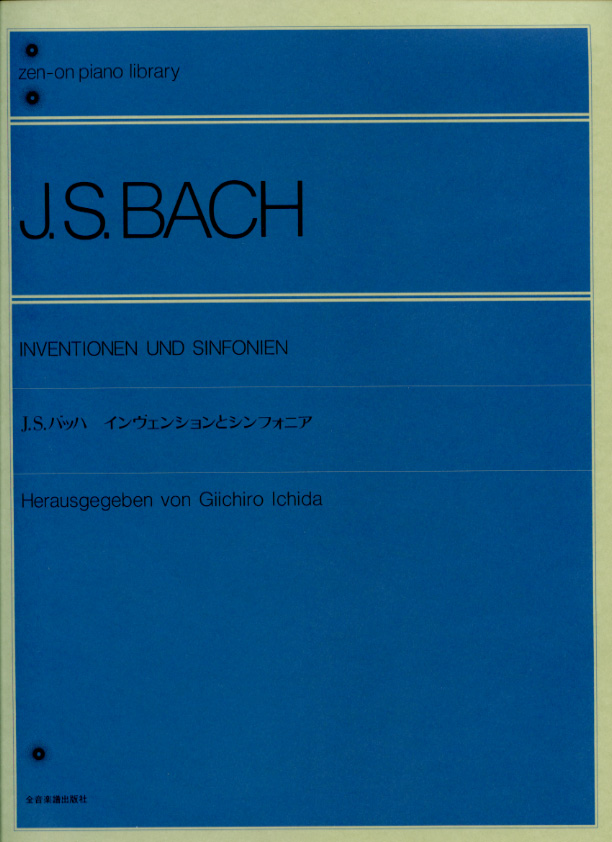 zen-on piano library
J.S.BACH
INVENTIONEN UND SINFONIEN
J.S.バッハ インヴェンションとシンフォニア
Herausgegeben von Giichiro Ichida
全音楽譜出版社